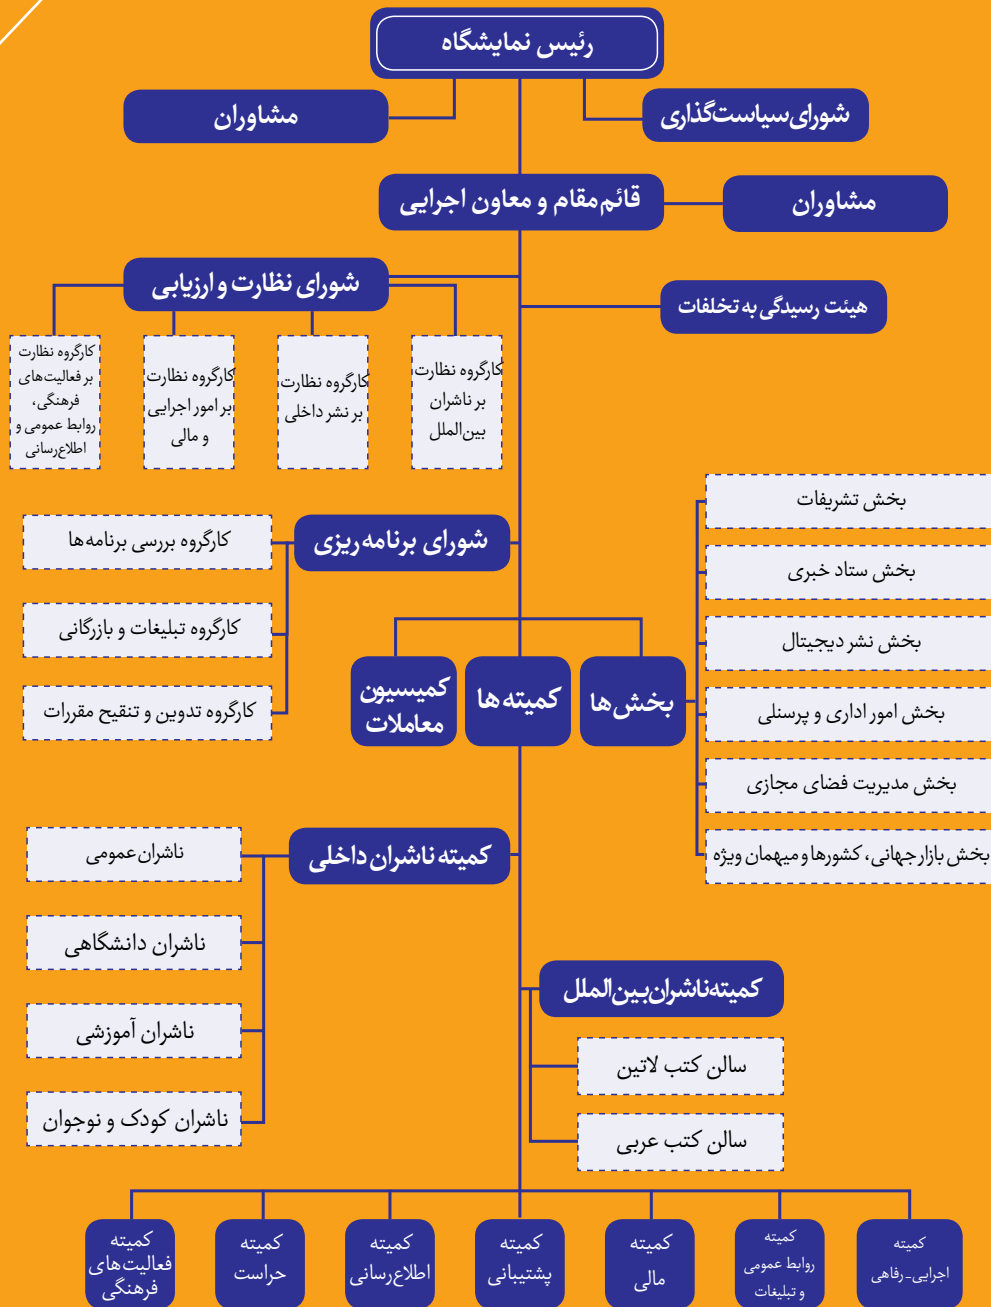 رئیس نمایشگاه
شورای سیاست‌گذاری
مشاوران
قائم‌مقام و معاون اجرایی
مشاوران
شورای نظارت و ارزیابی
هیئت رسیدگی به تخلفات
کارگروه نظارت
بر ناشران
بین‌الملل
کارگروه نظارت
بر نشر داخلی
کارگروه نظارت
بر امور اجرایی
و مالی
کارگروه نظارت
بر فعالیت‌های
فرهنگی،
روابط عمومی و
اطلاع‌رسانی
بخش تشریفات
بخش ستاد خبری
بخش نشر دیجیتال
بخش امور اداری و پرسنلی
بخش مدیریت فضای مجازی
بخش بازار جهانی، کشورها و میهمان ویژه
شورای برنامه‌ریزی
کارگروه بررسی برنامه‌ها
کارگروه تبلیغات و بازرگانی
کارگروه تدوین و تنقیح مقررات
بخش‌ها
کمیته‌ها
کمیسیون
معاملات
کمیته ناشران داخلی
ناشران عمومی
ناشران دانشگاهی
ناشران آموزشی
ناشران کودک و نوجوان
کمیته ناشران بین‌الملل
سالن کتب لاتین
سالن کتب عربی
کمیته
اجرایی-رفاهی
کمیته
روابط عمومی
و تبلیغات
کمیته
مالی
کمیته
پشتیبانی
کمیته
اطلاع‌رسانی
کمیته
حراست
کمیته
فعالیت‌های
فرهنگی